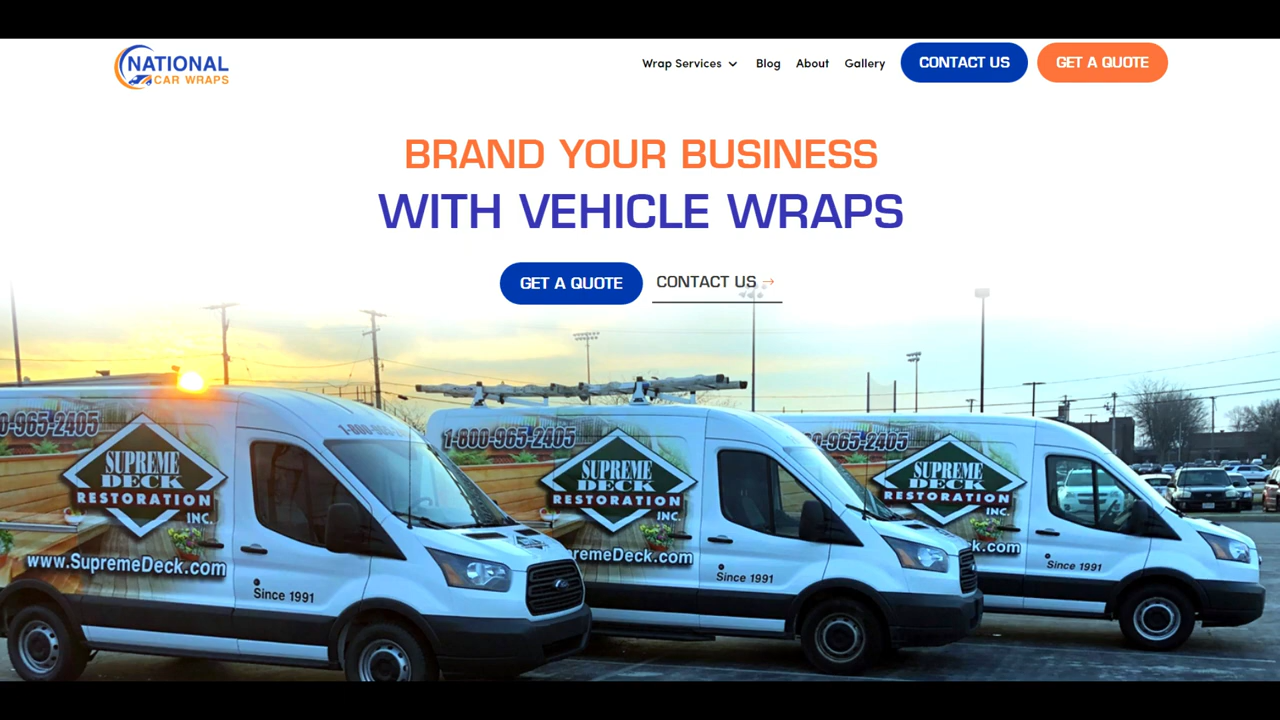 NATIONAL
CAR WRAPS
Wrap Services
Blog
About
Gallery
CONTACT US
GET A QUOTE
BRAND YOUR BUSINESS
WITH VEHICLE WRAPS
GET A QUOTE
CONTACT US →
0-965-2405
SUPREME
DECK
RESTORATION
INC.
www.SupremeDeck.com
Since 1991
1-800-965-2405
SUPREME
DECK
RESTORATION
INC.
premeDeck.com
Since 1991
0-965-2405
SUPREME
DECK
RESTORATION
INC.
k.com
Since 1991